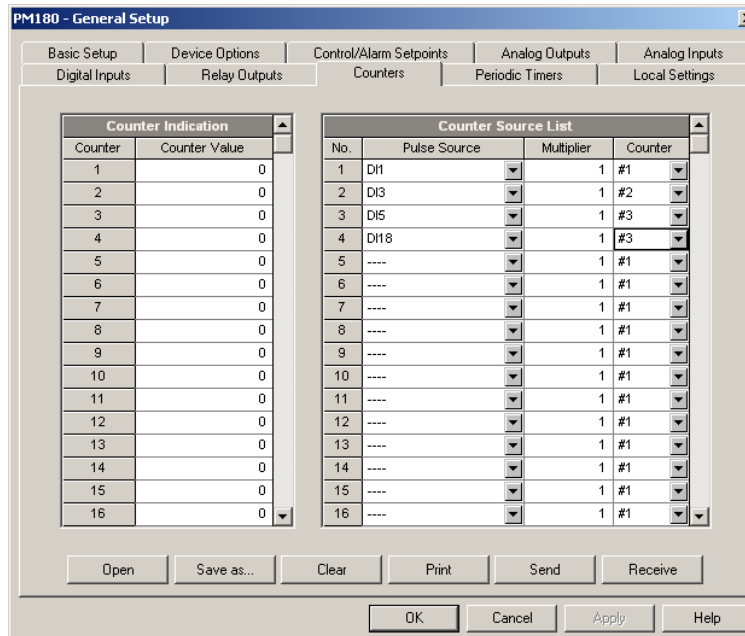 PM180 - General Setup
Basic Setup Device Options Control/Alarm Setpoints Analog Outputs Analog Inputs
Digital Inputs Relay Outputs Counters Periodic Timers Local Settings
Counter Indication Counter Source List
Counter Counter Value No. Pulse Source Multiplier Counter
1 0 1 DI1 1 #1
2 0 2 DI3 1 #2
3 0 3 DI5 1 #3
4 0 4 DI18 1 #3
5 0 5 ---- 1 #1
6 0 6 ---- 1 #1
7 0 7 ---- 1 #1
8 0 8 ---- 1 #1
9 0 9 ---- 1 #1
10 0 10 ---- 1 #1
11 0 11 ---- 1 #1
12 0 12 ---- 1 #1
13 0 13 ---- 1 #1
14 0 14 ---- 1 #1
15 0 15 ---- 1 #1
16 0 16 ---- 1 #1
Open Save as... Clear Print Send Receive
OK Cancel Apply Help